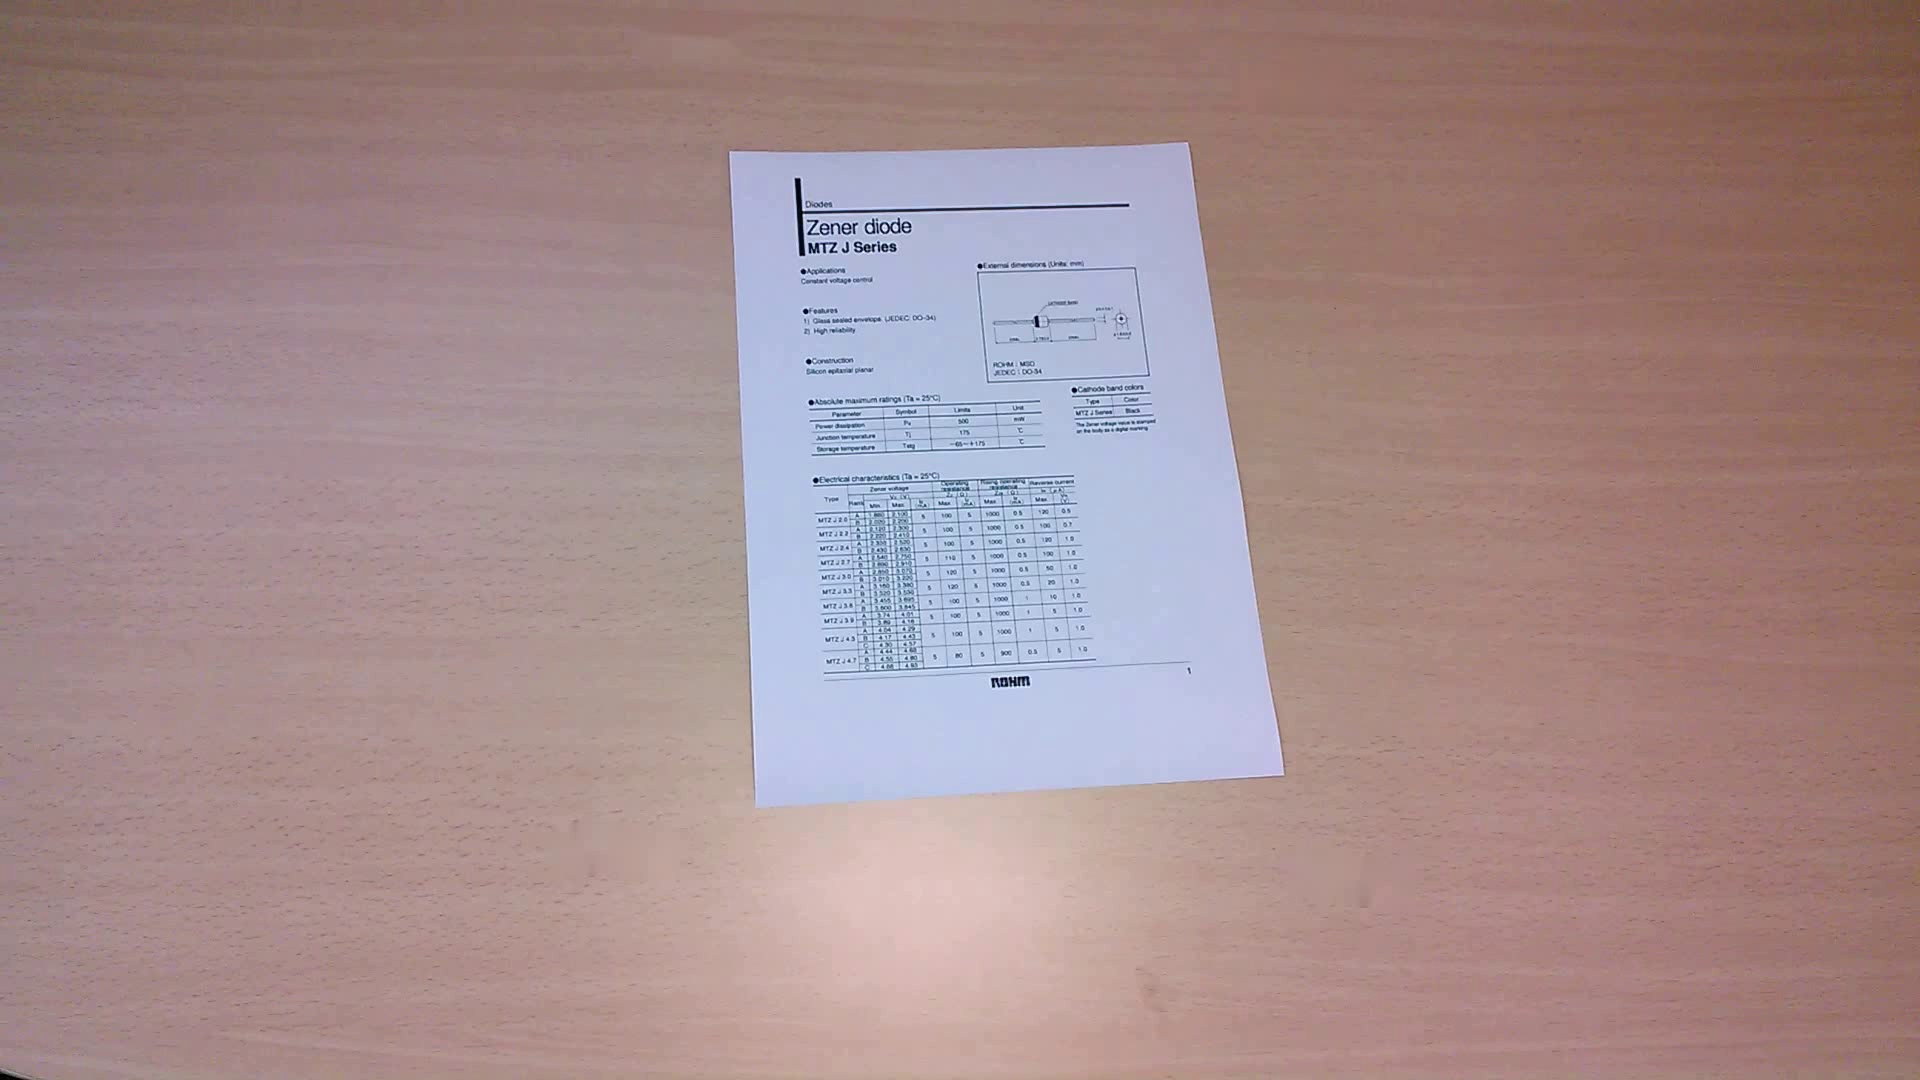 Diodes
Zener diode
MTZ J Series
●Applications
Constant voltage control
●Features
1) Glass sealed envelope. (JEDEC: DO-34)
2) High reliability
●Construction
Silicon epitaxial planar
●External dimensions (Units: mm)
CATHODE BAND
ROHM : MSD
JEDEC : DO-34
●Absolute maximum ratings (Ta = 25°C)
Parameter Symbol Limits Unit
Power dissipation 500 mW
Junction temperature Tj 175 ℃
Storage temperature Tstg −65~+175 ℃
●Cathode band colors
Type Color
MTZ J Series Black
The Zener voltage value is stamped
on the body as a digital marking
●Electrical characteristics (Ta = 25°C)
Type Zener voltage Operating resistance Rising operating resistance Reverse current
Rank Min. Max. Max. Max. Max.
MTZ J 2.0 A 1.880 2.100 5 100 5 1000 0.5 120 0.5
B 2.020 2.200
MTZ J 2.2 A 2.120 2.300 5 100 5 1000 0.5 100 0.7
B 2.220 2.410
MTZ J 2.4 A 2.330 2.520 5 100 5 1000 0.5 120 1.0
B 2.430 2.630
MTZ J 2.7 A 2.540 2.750 5 110 5 1000 0.5 100 1.0
B 2.690 2.910
MTZ J 3.0 A 2.850 3.070 5 120 5 1000 0.5 50 1.0
B 3.010 3.220
MTZ J 3.3 A 3.160 3.380 5 120 5 1000 0.5 20 1.0
B 3.320 3.530
MTZ J 3.6 A 3.455 3.695 5 100 5 1000 1 10 1.0
B 3.600 3.845
MTZ J 3.9 A 3.74 4.01 5 100 5 1000 1 5 1.0
B 3.89 4.16
MTZ J 4.3 A 4.04 4.29 5 100 5 1000 1 5 1.0
B 4.17 4.43
C 4.30 4.57
MTZ J 4.7 A 4.44 4.68 5 80 5 900 0.5 5 1.0
B 4.55 4.80
C 4.68 4.93
ROHM
1